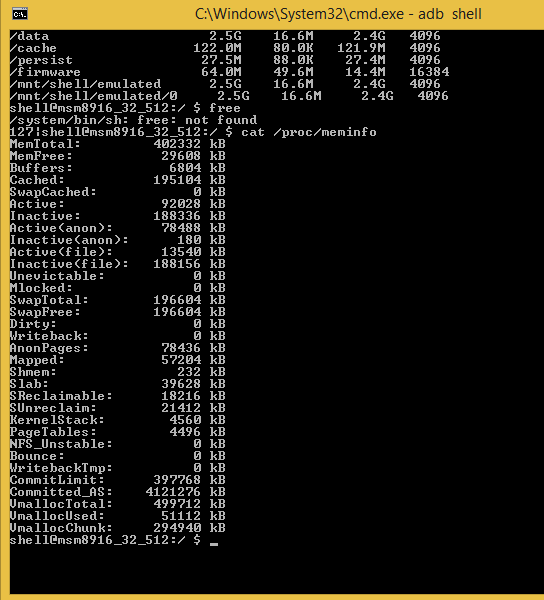 C:\Windows\System32\cmd.exe - adb shell
/data 2.5G 16.6M 2.4G 4096
/cache 122.0M 80.0K 121.9M 4096
/persist 27.5M 88.0K 27.4M 4096
/firmware 64.0M 49.6M 14.4M 16384
/mnt/shell/emulated 2.5G 16.6M 2.4G 4096
/mnt/shell/emulated/0 2.5G 16.6M 2.4G 4096
shell@msm8916_32_512:/ $ free
/system/bin/sh: free: not found
127|shell@msm8916_32_512:/ $ cat /proc/meminfo
MemTotal: 402332 kB
MemFree: 29608 kB
Buffers: 6804 kB
Cached: 195104 kB
SwapCached: 0 kB
Active: 92028 kB
Inactive: 188336 kB
Active(anon): 78488 kB
Inactive(anon): 180 kB
Active(file): 13540 kB
Inactive(file): 188156 kB
Unevictable: 0 kB
Mlocked: 0 kB
SwapTotal: 196604 kB
SwapFree: 196604 kB
Dirty: 0 kB
Writeback: 0 kB
AnonPages: 78436 kB
Mapped: 57204 kB
Shmem: 232 kB
Slab: 39628 kB
SReclaimable: 18216 kB
SUnreclaim: 21412 kB
KernelStack: 4560 kB
PageTables: 4496 kB
NFS_Unstable: 0 kB
Bounce: 0 kB
WritebackTmp: 0 kB
CommitLimit: 397768 kB
Committed_AS: 4121276 kB
VmallocTotal: 499712 kB
VmallocUsed: 51112 kB
VmallocChunk: 294940 kB
shell@msm8916_32_512:/ $ _